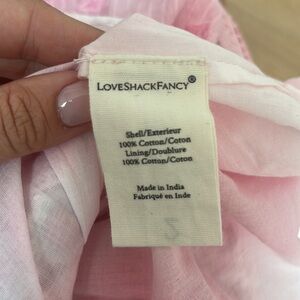 LOVESHACKFANCY®
Shell/Exterieur
100% Cotton/Coton
Lining/Doublure
100% Cotton/Coton
Made in India
Fabriqué en Inde